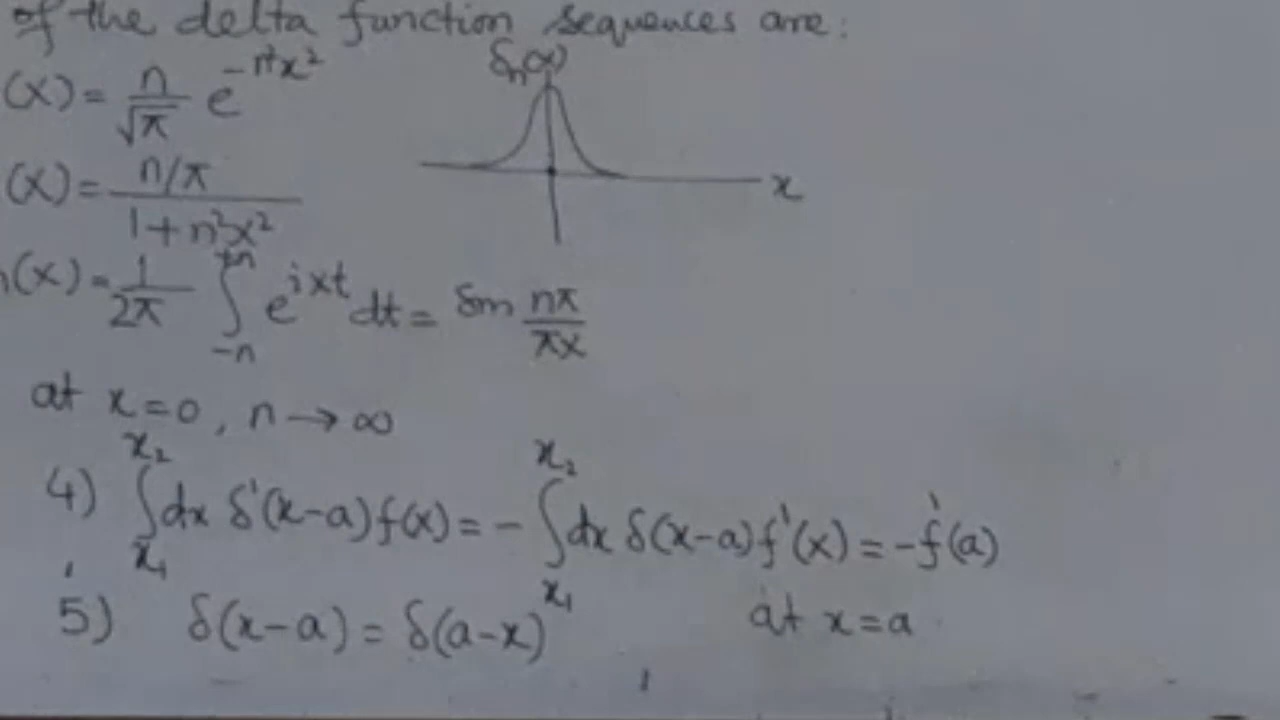 of the delta function sequences are:
(x) = n/√π e^{-n²x²}
δn(x)
(x) = (n/π)/(1+n²x²)
x
n(x) = 1/2π ∫_{-n}^{+n} e^{ixt} dt = sin nπ/πx
at x=0, n→∞
4) ∫_{x₁}^{x₂} dx δ'(x-a)f(x) = - ∫_{x₁}^{x₂} dx δ(x-a)f'(x) = -f'(a)
5) δ(x-a) = δ(a-x) at x=a